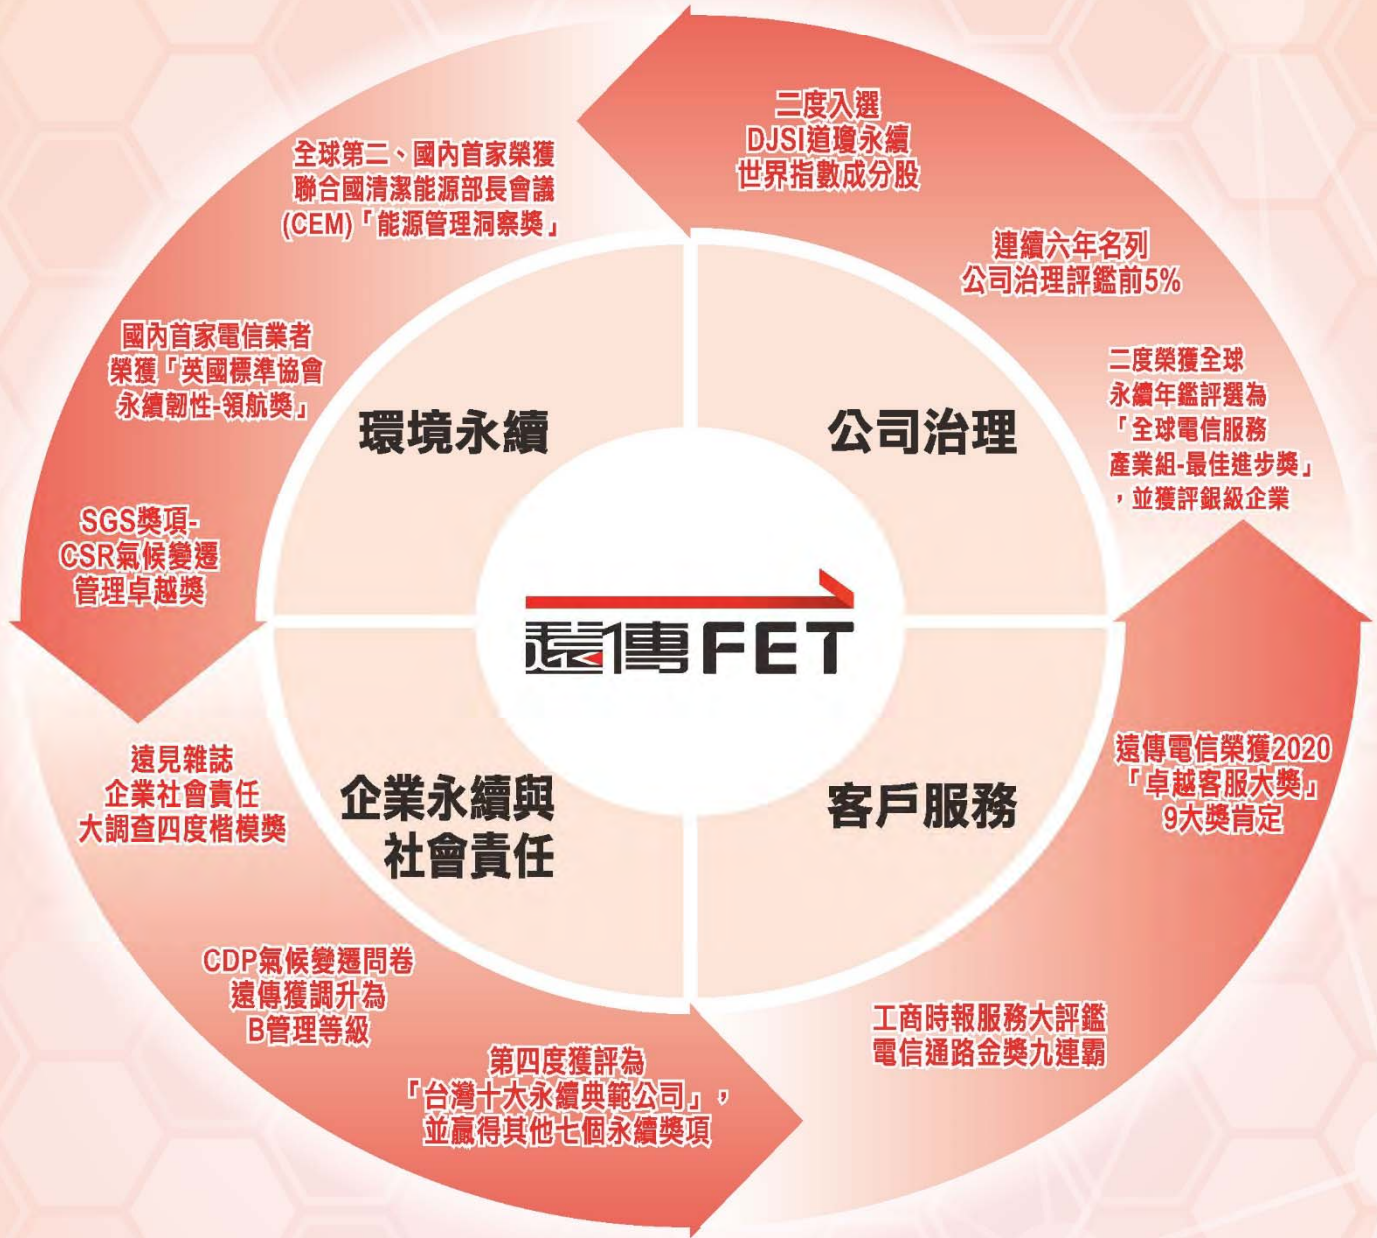 二度入選
DJSI道瓊永續
世界指數成分股
連續六年名列
公司治理評鑑前5%
二度榮獲全球
永續年鑑評選為
「全球電信服務
產業組-最佳進步獎」
，並獲評銀級企業
公司治理
全球第二、國內首家榮獲
聯合國清潔能源部長會議
(CEM)「能源管理洞察獎」
國內首家電信業者
榮獲「英國標準協會
永續韌性-領航獎」
SGS獎項-
CSR氣候變遷
管理卓越獎
環境永續
遠傳FET
遠見雜誌
企業社會責任
大調查四度楷模獎
CDP氣候變遷問卷
遠傳獲調升為
B管理等級
第四度獲評為
「台灣十大永續典範公司」，
並贏得其他七個永續獎項
企業永續與
社會責任
客戶服務
遠傳電信榮獲2020
「卓越客服大獎」
9大獎肯定
工商時報服務大評鑑
電信通路金獎九連霸